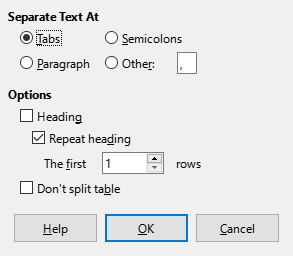 Separate Text At
Tabs Semicolons
Paragraph Other: ,
Options
Heading
Repeat heading
The first 1 rows
Don't split table
Help OK Cancel